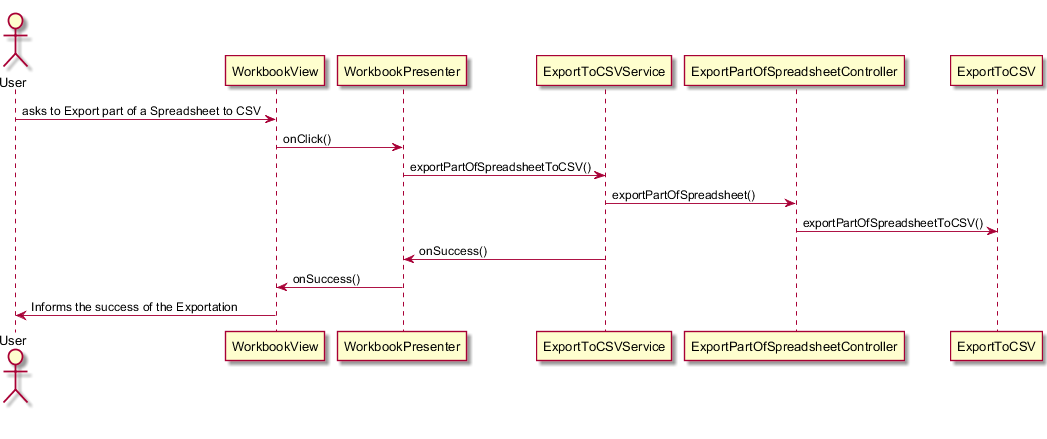 User
WorkbookView
WorkbookPresenter
ExportToCSVService
ExportPartOfSpreadsheetController
ExportToCSV
asks to Export part of a Spreadsheet to CSV
onClick()
exportPartOfSpreadsheetToCSV()
exportPartOfSpreadsheet()
exportPartOfSpreadsheetToCSV()
onSuccess()
onSuccess()
Informs the success of the Exportation
User
WorkbookView
WorkbookPresenter
ExportToCSVService
ExportPartOfSpreadsheetController
ExportToCSV